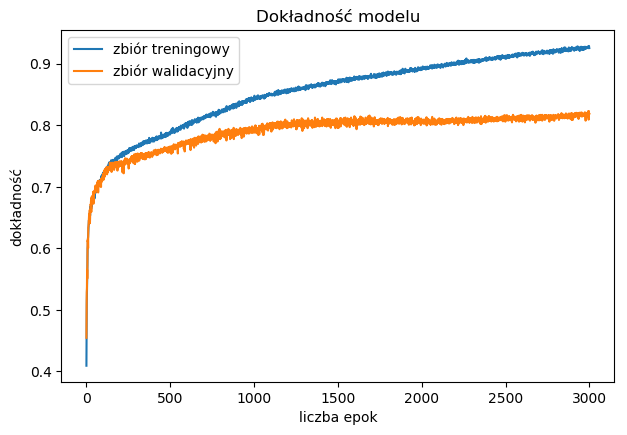 Dokładność modelu
zbiór treningowy
zbiór walidacyjny
dokładność
0.9
0.8
0.7
0.6
0.5
0.4
0 500 1000 1500 2000 2500 3000
liczba epok